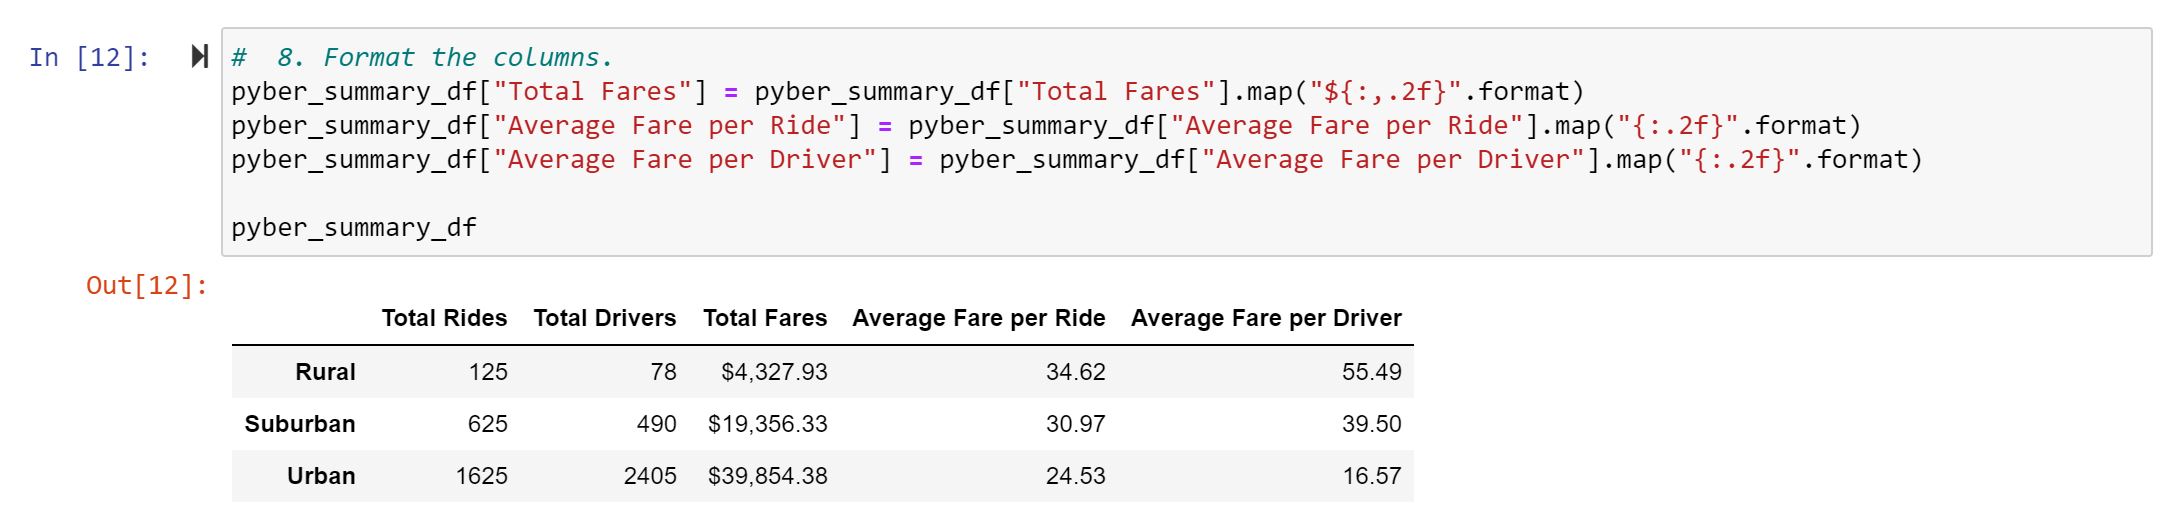 In [12]:
#  8. Format the columns.
pyber_summary_df["Total Fares"] = pyber_summary_df["Total Fares"].map("${:,.2f}".format)
pyber_summary_df["Average Fare per Ride"] = pyber_summary_df["Average Fare per Ride"].map("{:.2f}".format)
pyber_summary_df["Average Fare per Driver"] = pyber_summary_df["Average Fare per Driver"].map("{:.2f}".format)
pyber_summary_df
Out[12]:
Total Rides Total Drivers Total Fares Average Fare per Ride Average Fare per Driver
Rural 125 78 $4,327.93 34.62 55.49
Suburban 625 490 $19,356.33 30.97 39.50
Urban 1625 2405 $39,854.38 24.53 16.57